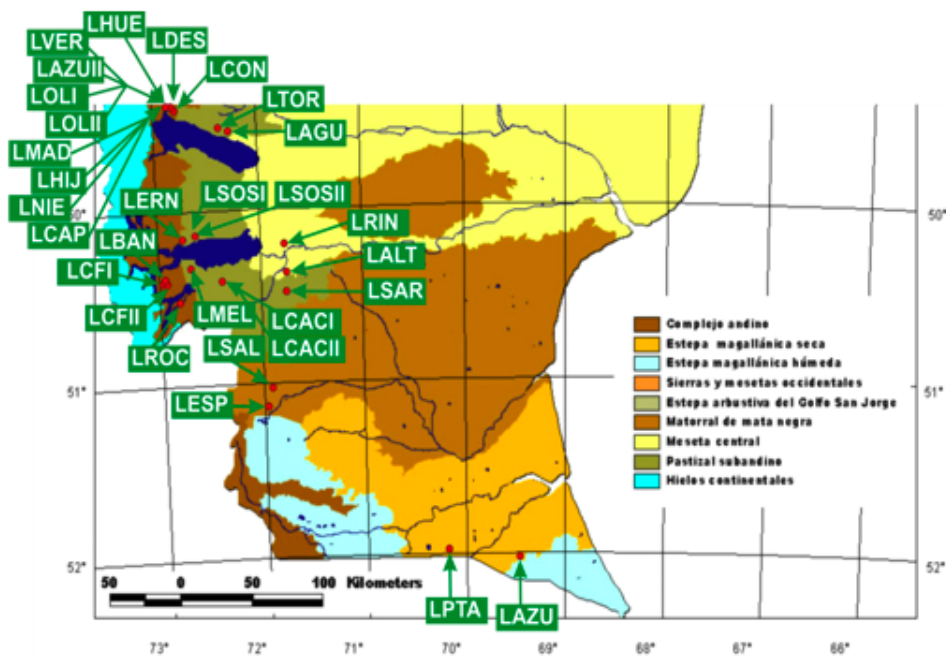 LHUE
LVER
LDES
LAZUII
LCON
LOLI
LTOR
LOLII
LAGU
LMAD
LHIJ
LERN
LSOSI
LSOSII
LNIE
50°
50°
LCAP
LBAN
LRIN
LALT
LCFI
LSAR
LCFII
LMEL
LCACI
LROC
LSAL
LCACII
51°
51°
LESP
Complejo andino
Estepa magallánica seca
Estepa magallánica húmeda
Sierras y mesetas occidentales
Estepa arbustiva del Golfo San Jorge
Matorral de mata negra
Meseta central
Pastizal subandino
Hielos continentales
52°
52°
50 0 50 100 Kilometers
LPTA
LAZU
73° 72° 71° 70° 69° 68° 67° 66°